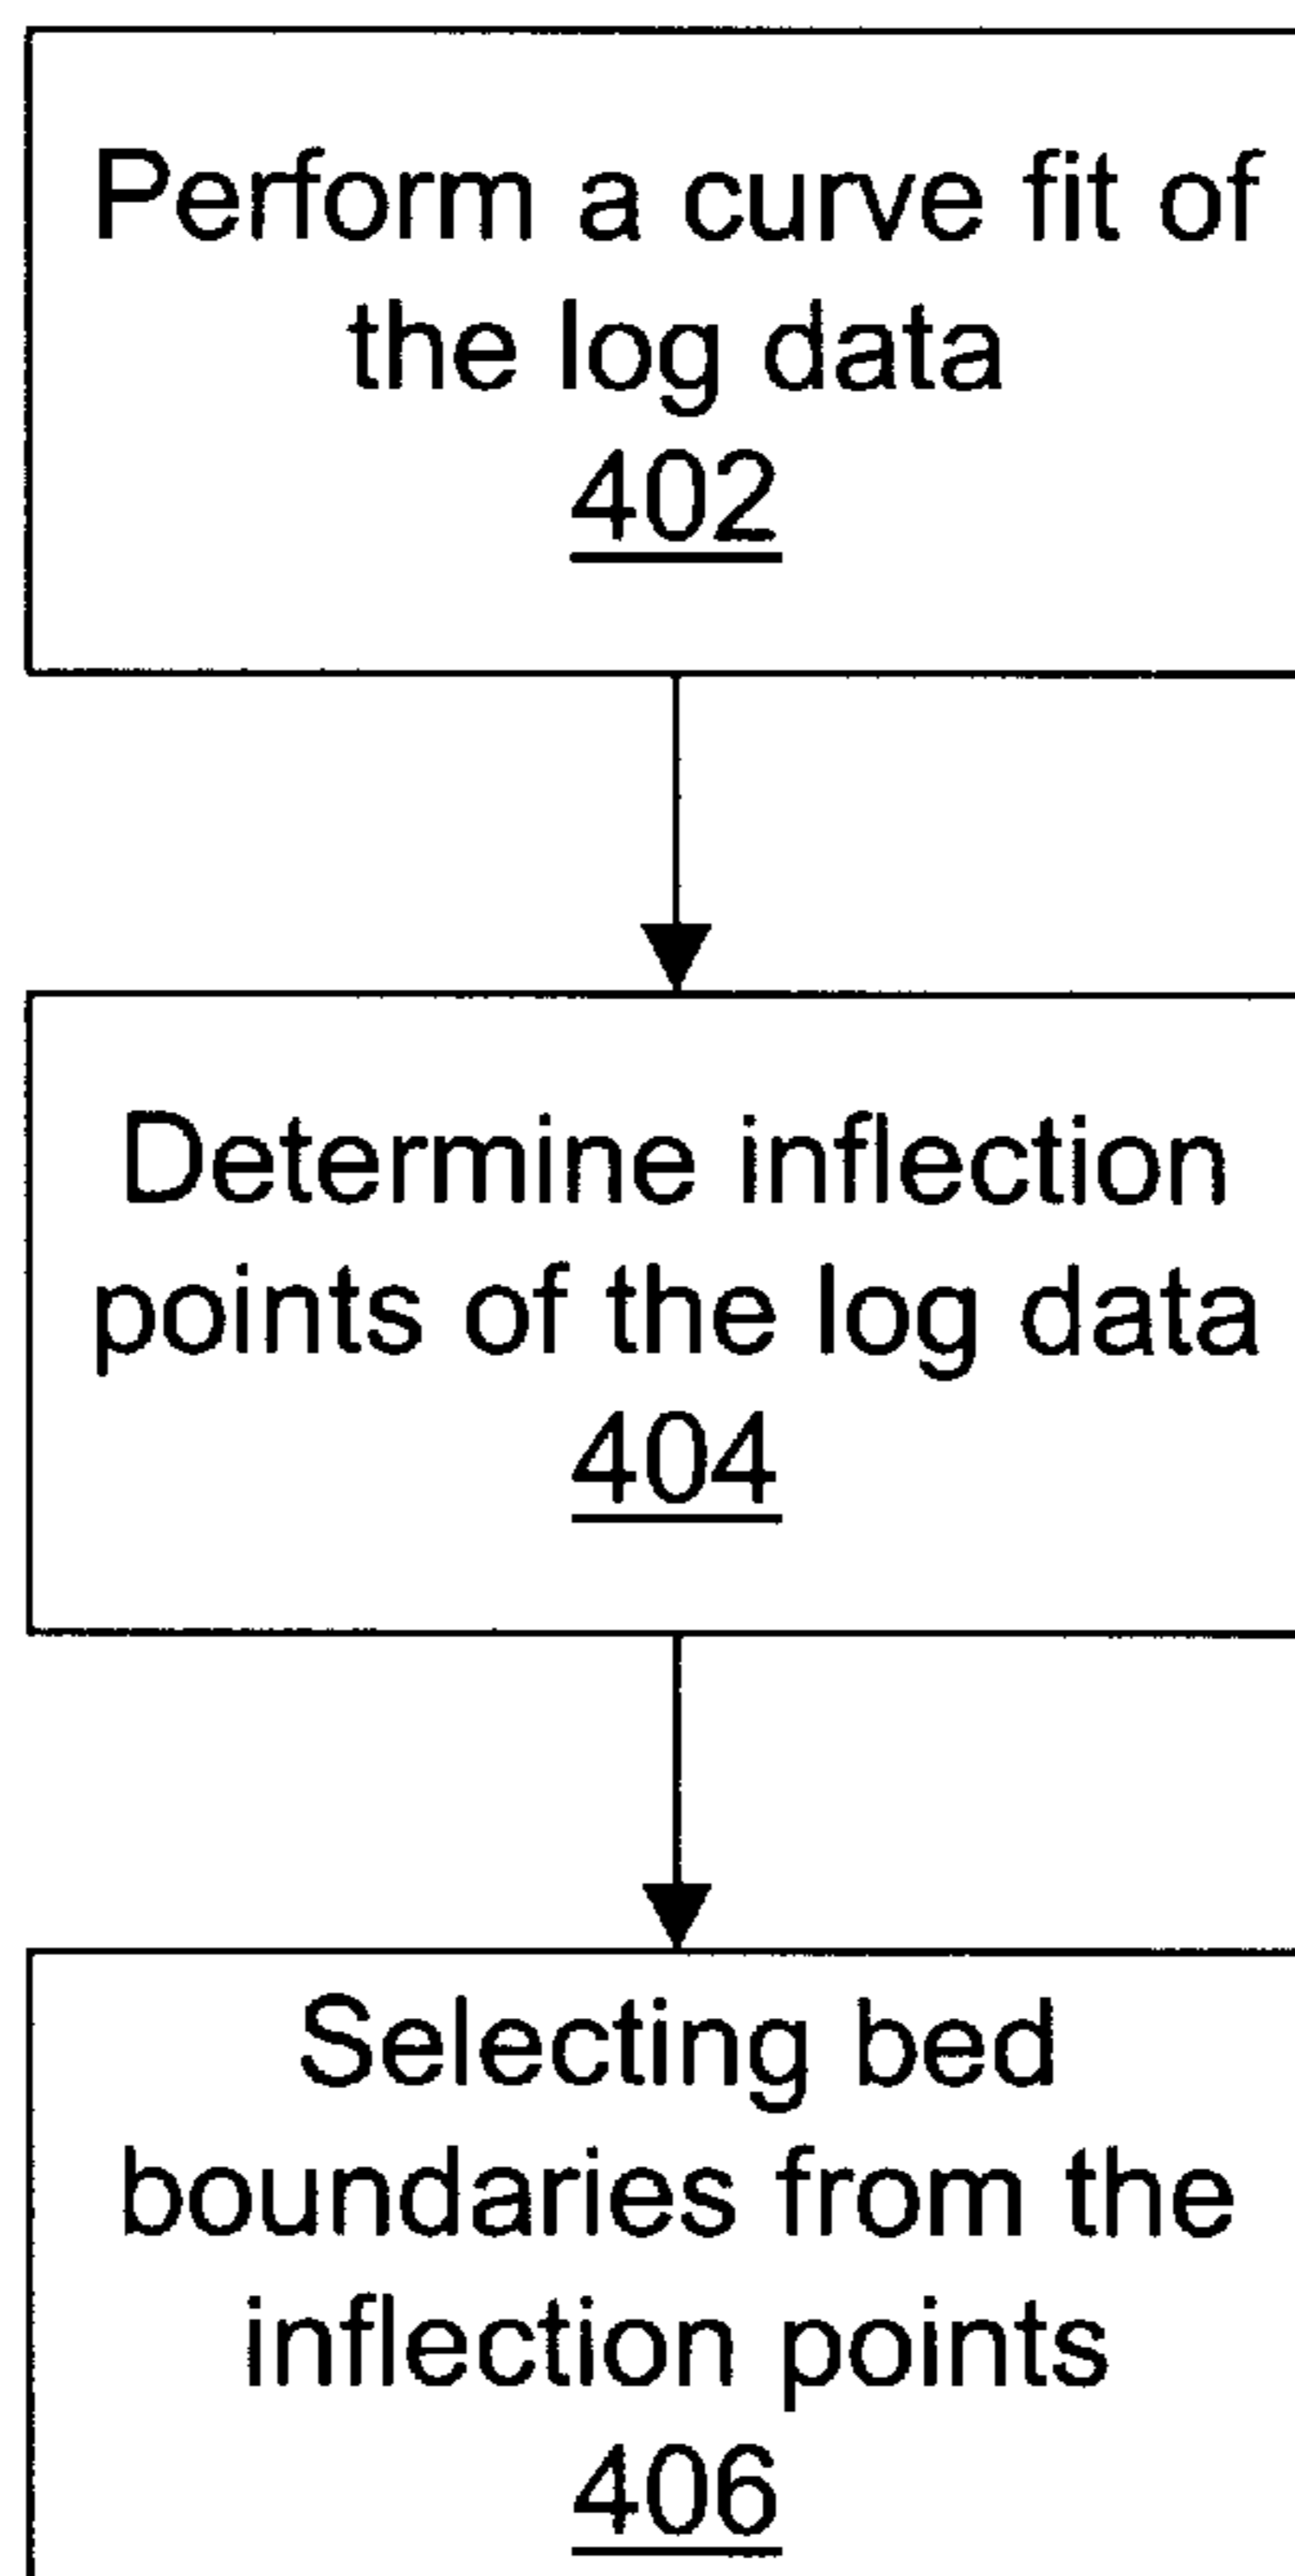 Perform a curve fit of
the log data
402
Determine inflection
points of the log data
404
Selecting bed
boundaries from the
inflection points
406